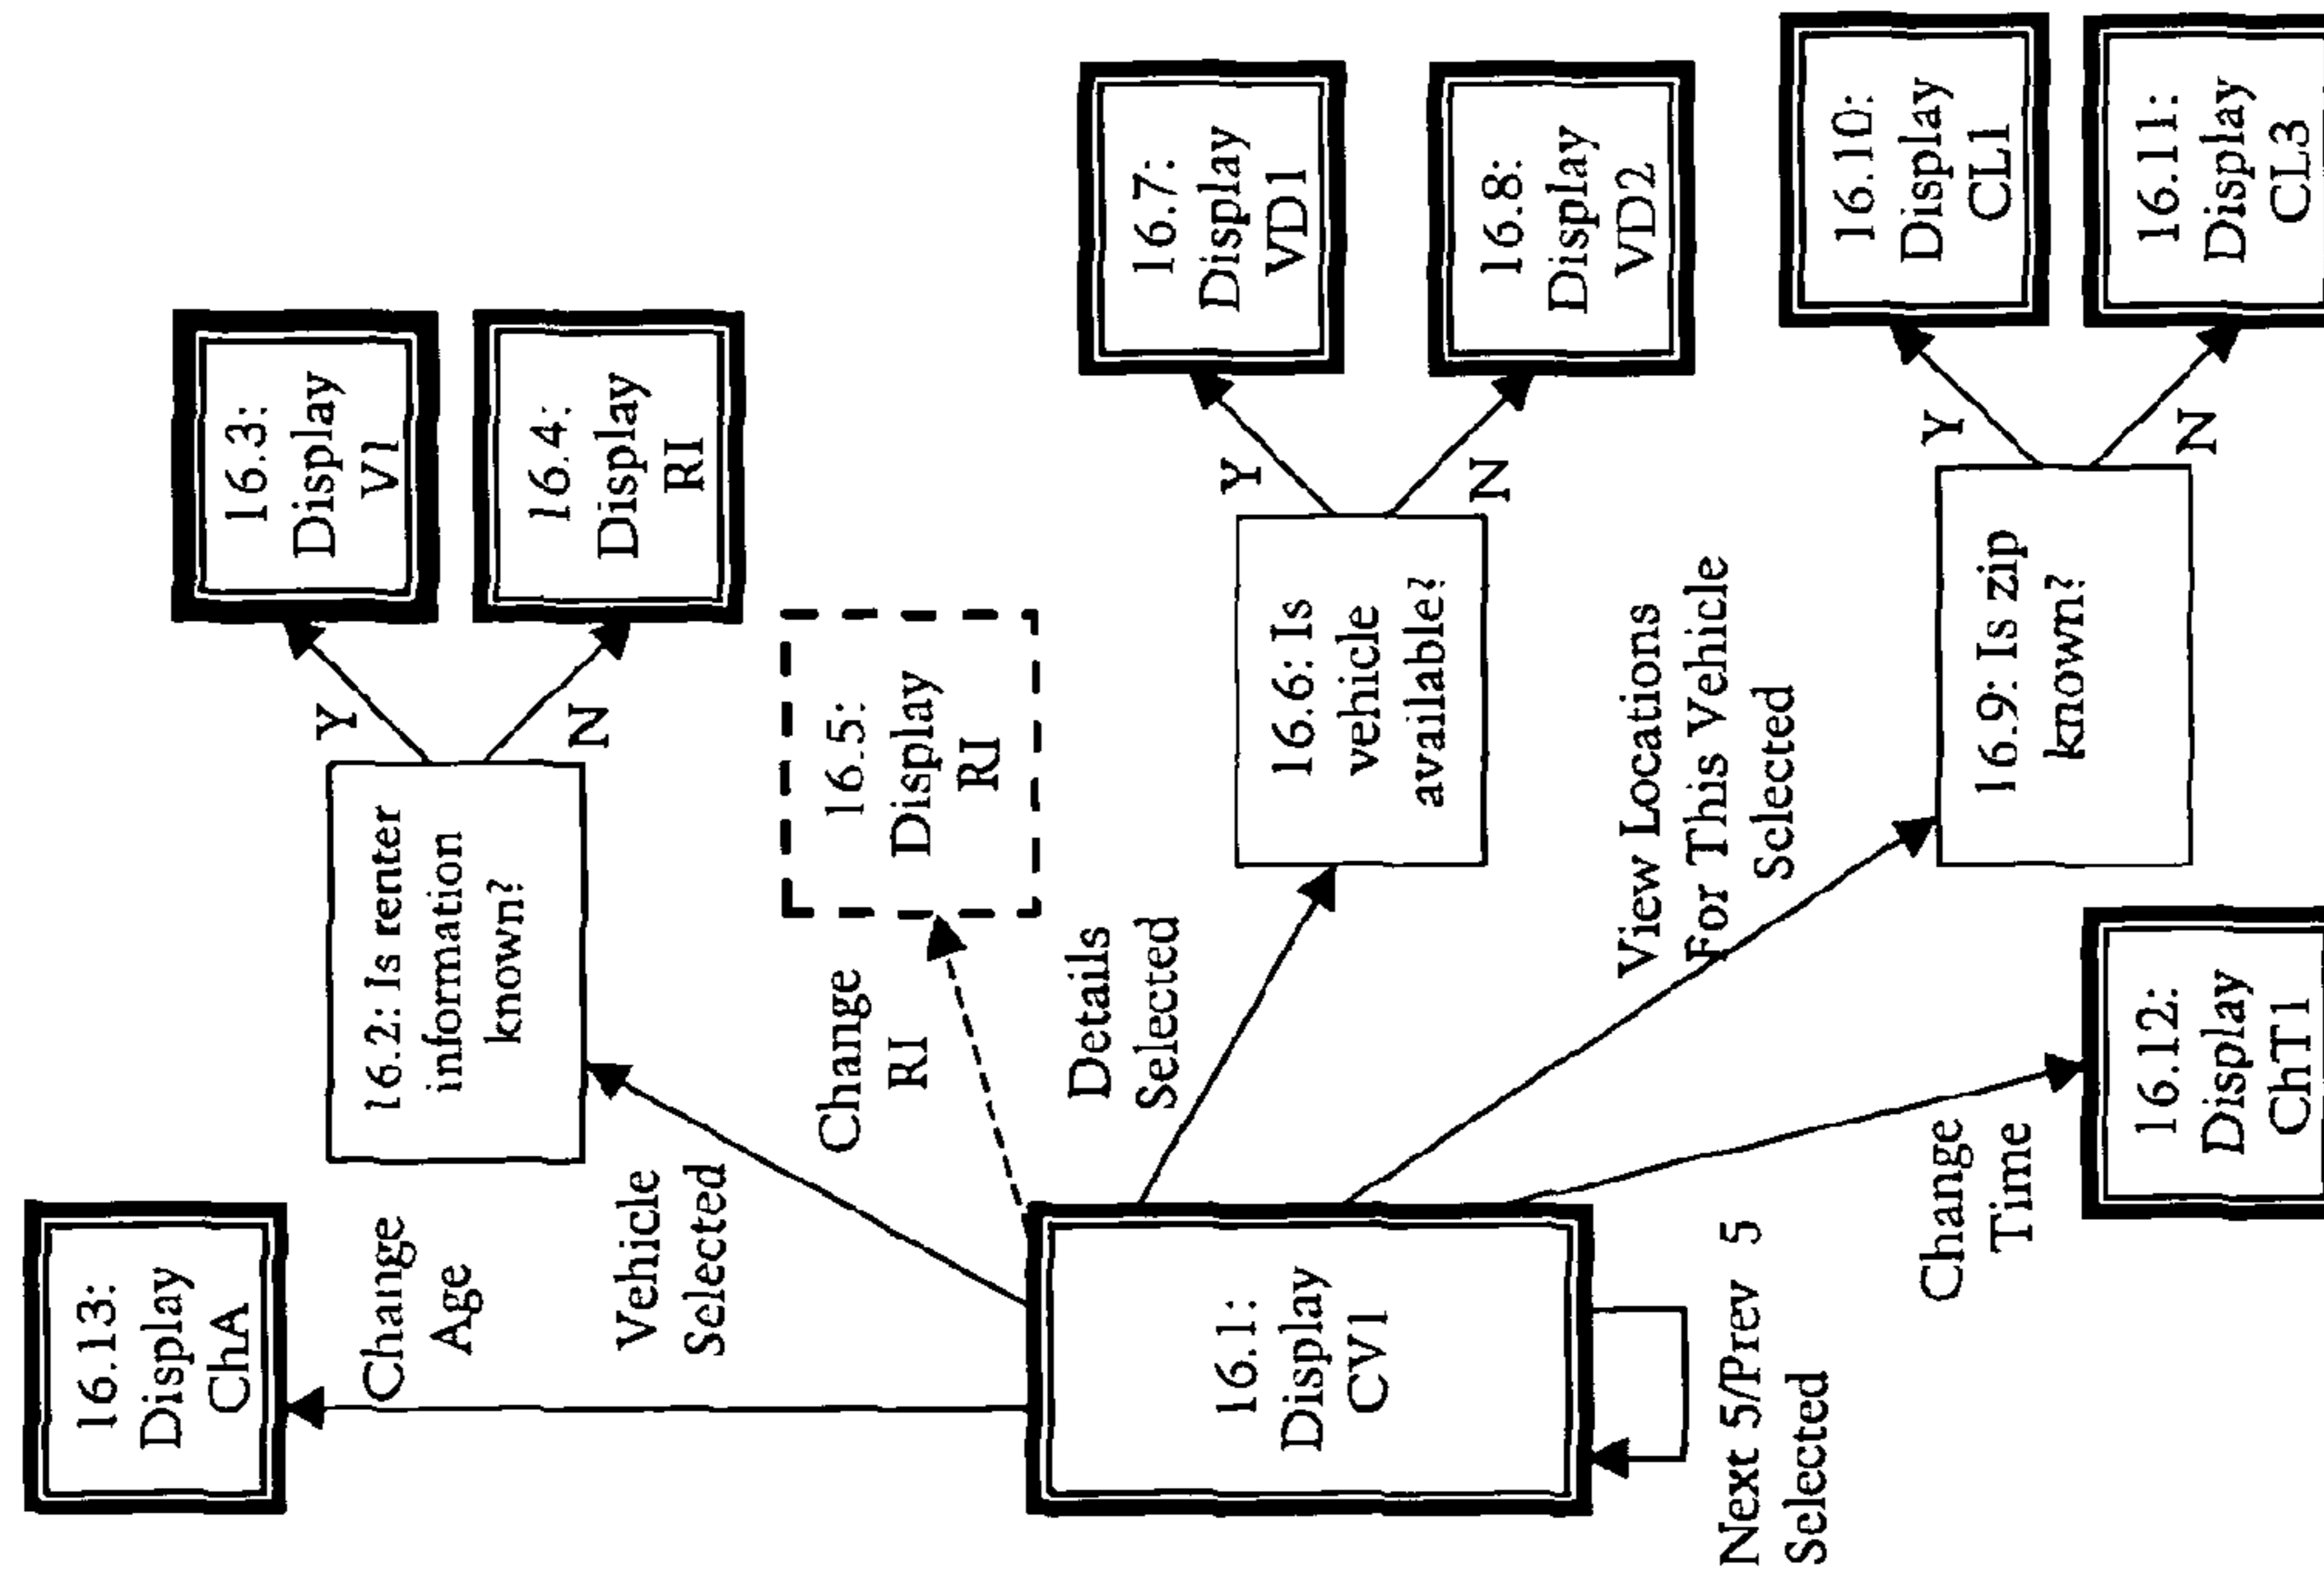 16.13:
Display
ChA
Change
Age
16.2: Is renter
information
known?
Vehicle
Selected
Y
N
16.3:
Display
V1
16.4:
Display
RI
16.5:
Display
RI
Change
RI
16.1:
Display
CV1
Details
Selected
16.6: Is
vehicle
available?
Y
N
16.7:
Display
VD1
16.8:
Display
VD2
View Locations
For This Vehicle
Selected
16.9: Is zip
known?
Y
N
16.10:
Display
CL1
16.11:
Display
CL3
Next 5/Prev 5
Selected
Change
Time
16.12:
Display
ChT1